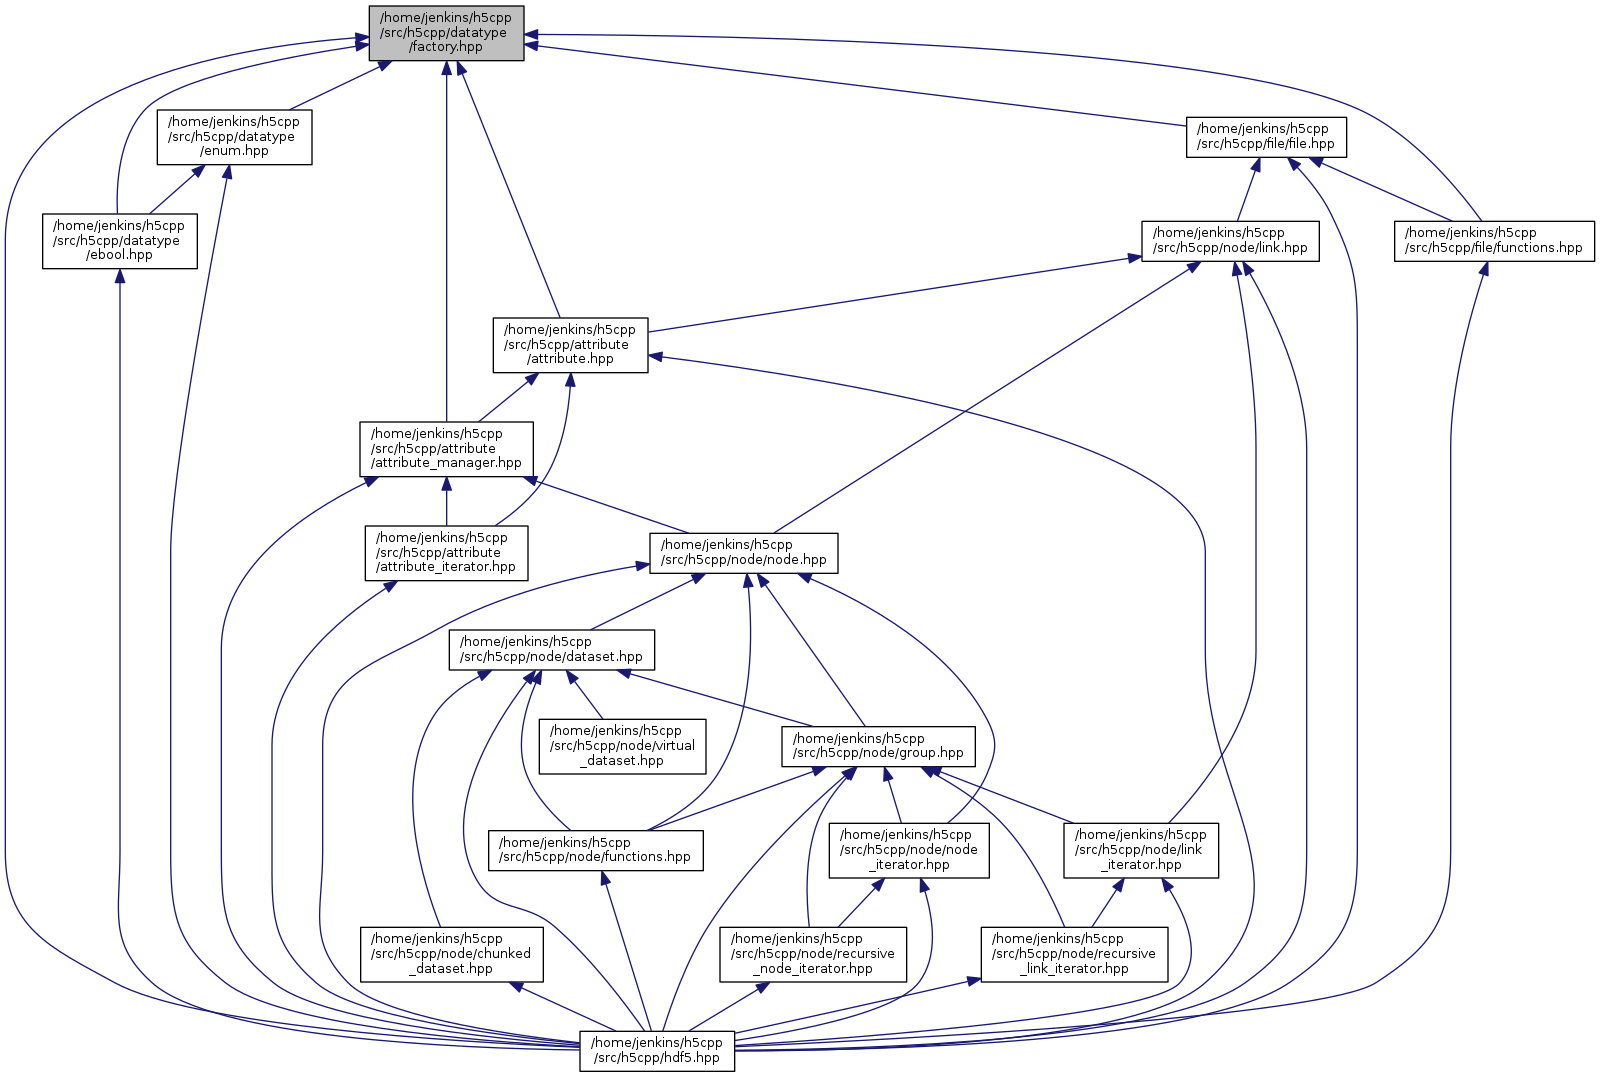 /home/jenkins/h5cpp
/src/h5cpp/datatype
/factory.hpp
/home/jenkins/h5cpp
/src/h5cpp/datatype
/enum.hpp
/home/jenkins/h5cpp
/src/h5cpp/file/file.hpp
/home/jenkins/h5cpp
/src/h5cpp/datatype
/ebool.hpp
/home/jenkins/h5cpp
/src/h5cpp/node/link.hpp
/home/jenkins/h5cpp
/src/h5cpp/file/functions.hpp
/home/jenkins/h5cpp
/src/h5cpp/attribute
/attribute.hpp
/home/jenkins/h5cpp
/src/h5cpp/attribute
/attribute_manager.hpp
/home/jenkins/h5cpp
/src/h5cpp/attribute
/attribute_iterator.hpp
/home/jenkins/h5cpp
/src/h5cpp/node/node.hpp
/home/jenkins/h5cpp
/src/h5cpp/node/dataset.hpp
/home/jenkins/h5cpp
/src/h5cpp/node/virtual
_dataset.hpp
/home/jenkins/h5cpp
/src/h5cpp/node/group.hpp
/home/jenkins/h5cpp
/src/h5cpp/node/functions.hpp
/home/jenkins/h5cpp
/src/h5cpp/node/node
_iterator.hpp
/home/jenkins/h5cpp
/src/h5cpp/node/link
_iterator.hpp
/home/jenkins/h5cpp
/src/h5cpp/node/chunked
_dataset.hpp
/home/jenkins/h5cpp
/src/h5cpp/node/recursive
_node_iterator.hpp
/home/jenkins/h5cpp
/src/h5cpp/node/recursive
_link_iterator.hpp
/home/jenkins/h5cpp
/src/h5cpp/hdf5.hpp